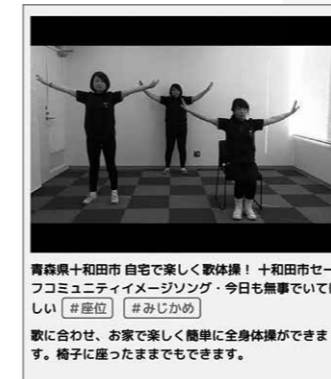 青森県十和田市 自宅で楽しく歌体操！ 十和田市セー
フコミュニティイメージソング・今日も無事でいてほ
しい #座位 #みじかめ
歌に合わせ、お家で楽しく簡単に全身体操ができま
す。椅子に座ったままでもできます。